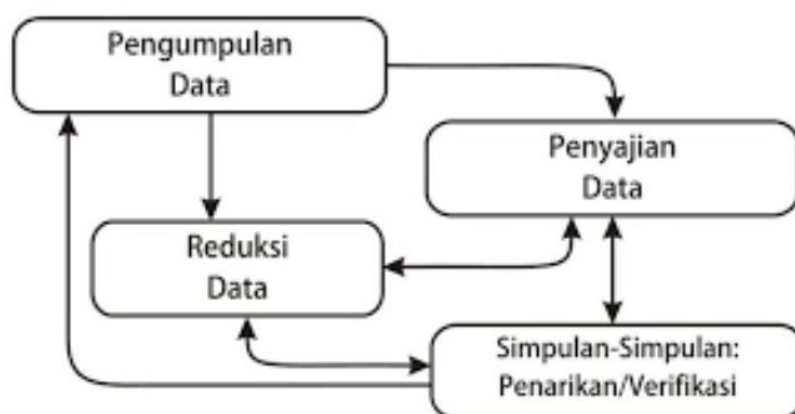 Pengumpulan
Data
Penyajian
Data
Reduksi
Data
Simpulan-Simpulan:
Penarikan/Verifikasi